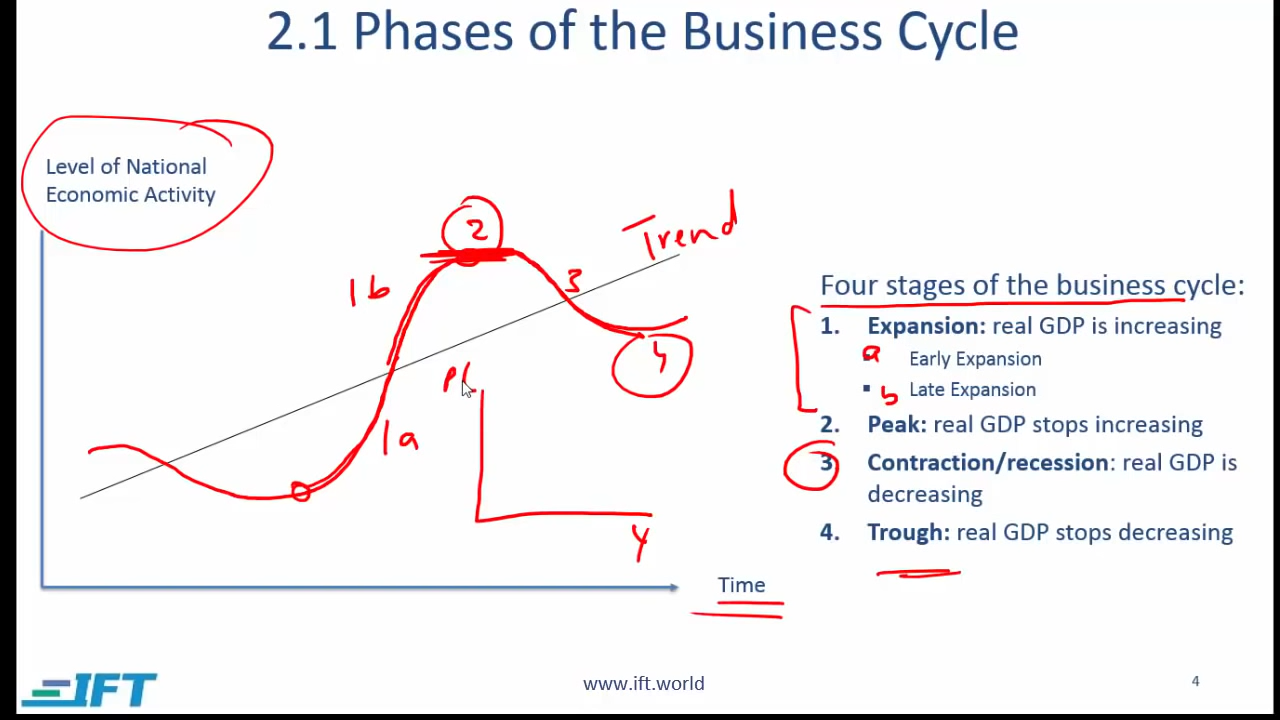 2.1 Phases of the Business Cycle
Level of National
Economic Activity
Trend
2
1b
3
4
1a
Y
Time
Four stages of the business cycle:
1. Expansion: real GDP is increasing
a Early Expansion
b Late Expansion
2. Peak: real GDP stops increasing
3. Contraction/recession: real GDP is
decreasing
4. Trough: real GDP stops decreasing
IFT
www.ift.world
4